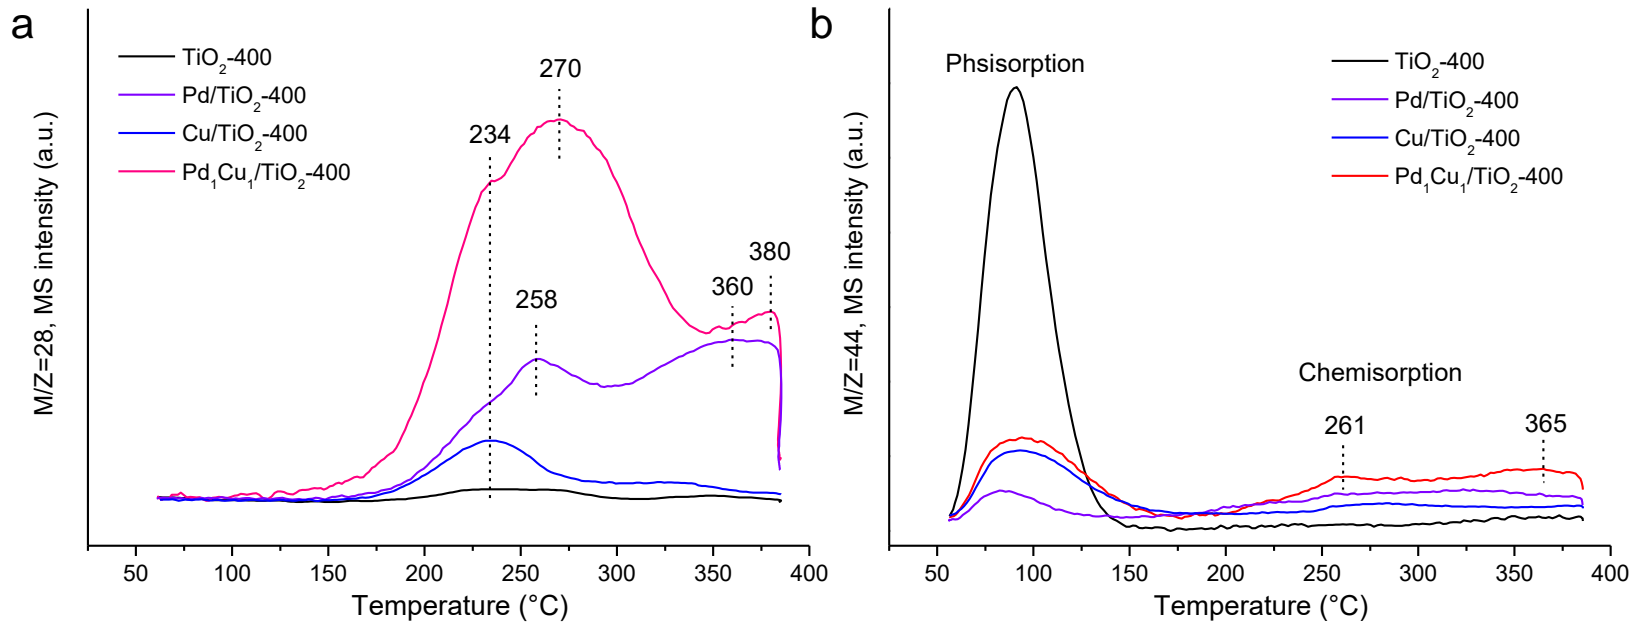 a
M/Z=28, MS intensity (a.u.)
TiO₂-400
Pd/TiO₂-400
Cu/TiO₂-400
Pd₁Cu₁/TiO₂-400
270
234
258
360
380
50 100 150 200 250 300 350 400
Temperature (°C)
b
M/Z=44, MS intensity (a.u.)
Phsisorption
TiO₂-400
Pd/TiO₂-400
Cu/TiO₂-400
Pd₁Cu₁/TiO₂-400
Chemisorption
261
365
50 100 150 200 250 300 350 400
Temperature (°C)